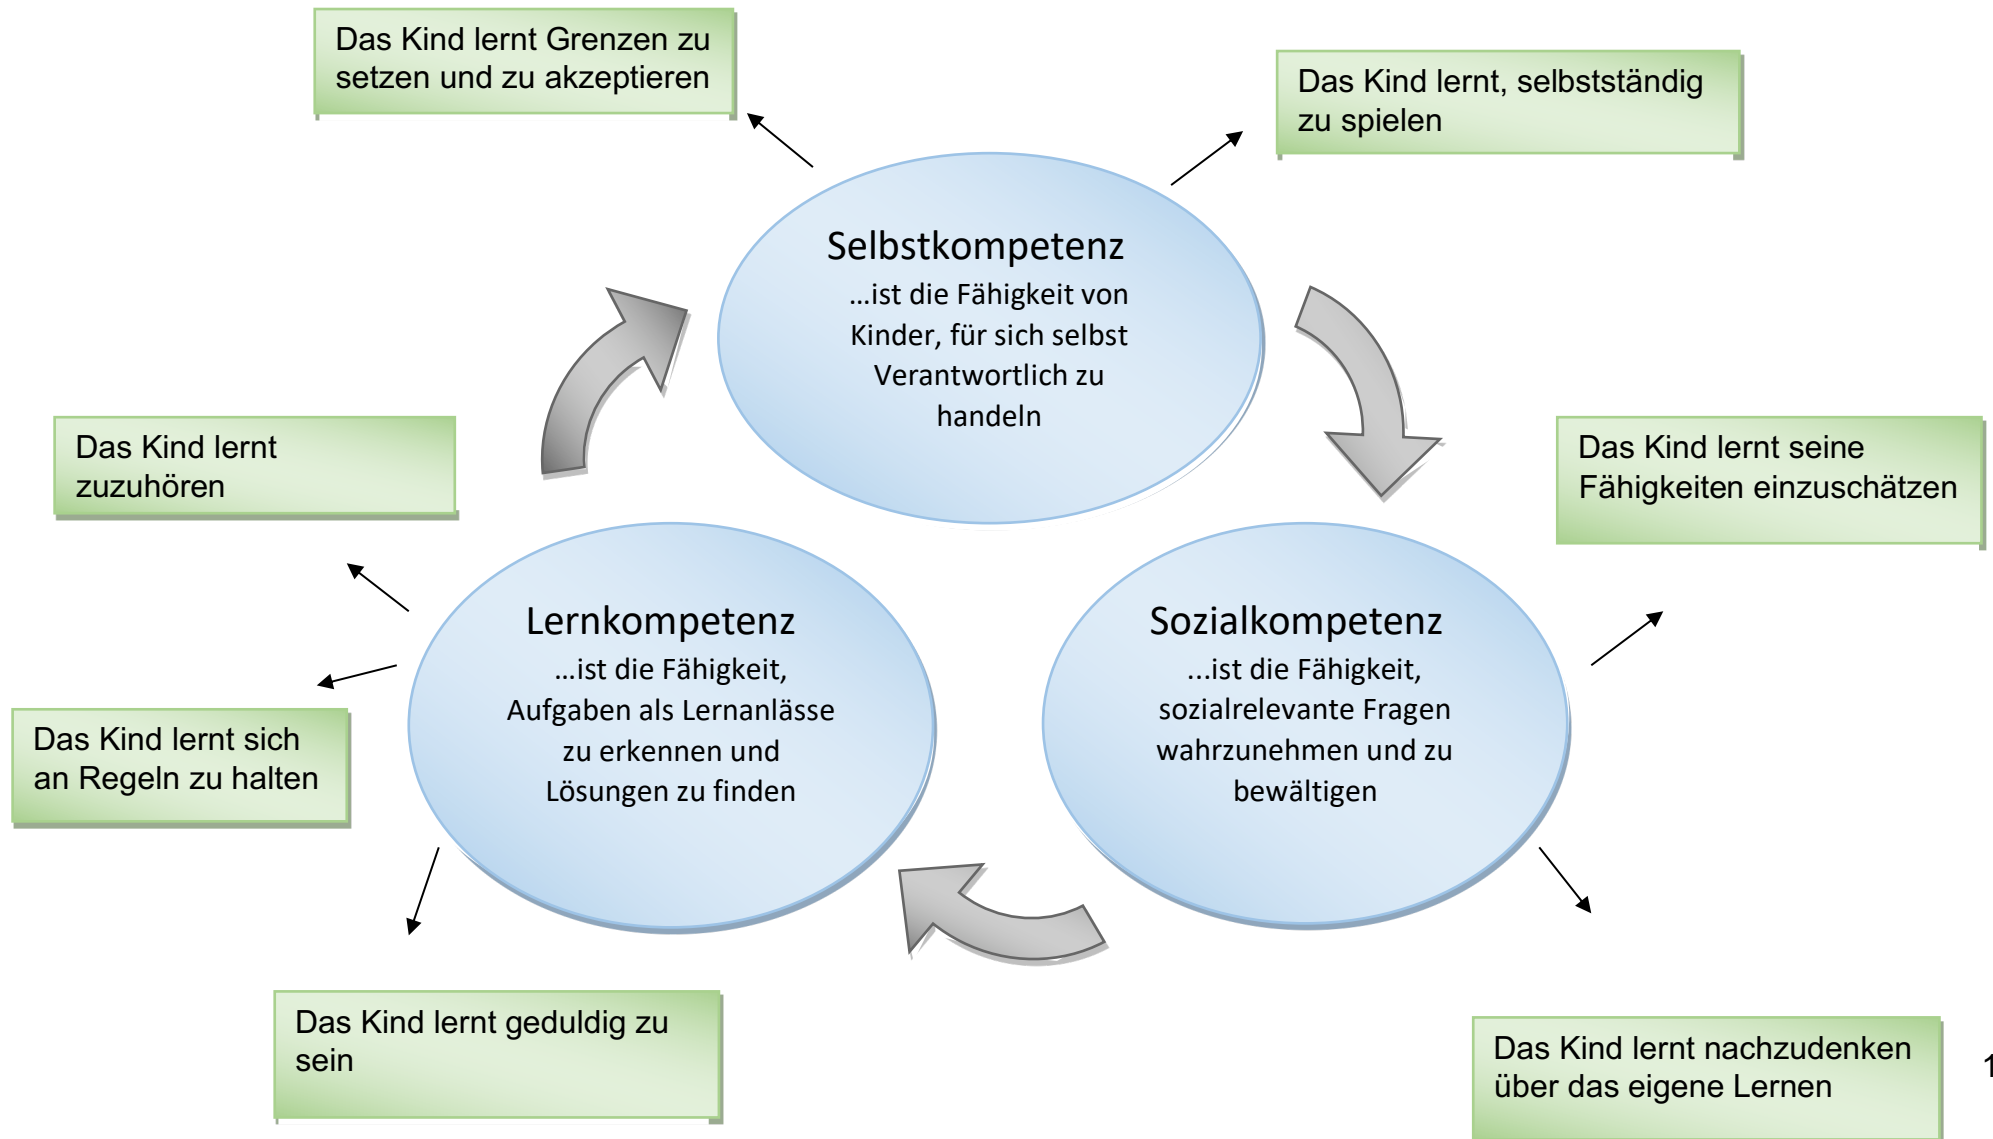 Das Kind lernt Grenzen zu
setzen und zu akzeptieren
Das Kind lernt, selbstständig
zu spielen
Selbstkompetenz
...ist die Fähigkeit von
Kinder, für sich selbst
Verantwortlich zu
handeln
Das Kind lernt
zuzuhören
Das Kind lernt seine
Fähigkeiten einzuschätzen
Lernkompetenz
...ist die Fähigkeit,
Aufgaben als Lernanlässe
zu erkennen und
Lösungen zu finden
Sozialkompetenz
...ist die Fähigkeit,
sozialrelevante Fragen
wahrzunehmen und zu
bewältigen
Das Kind lernt sich
an Regeln zu halten
Das Kind lernt geduldig zu
sein
Das Kind lernt nachzudenken
über das eigene Lernen
1